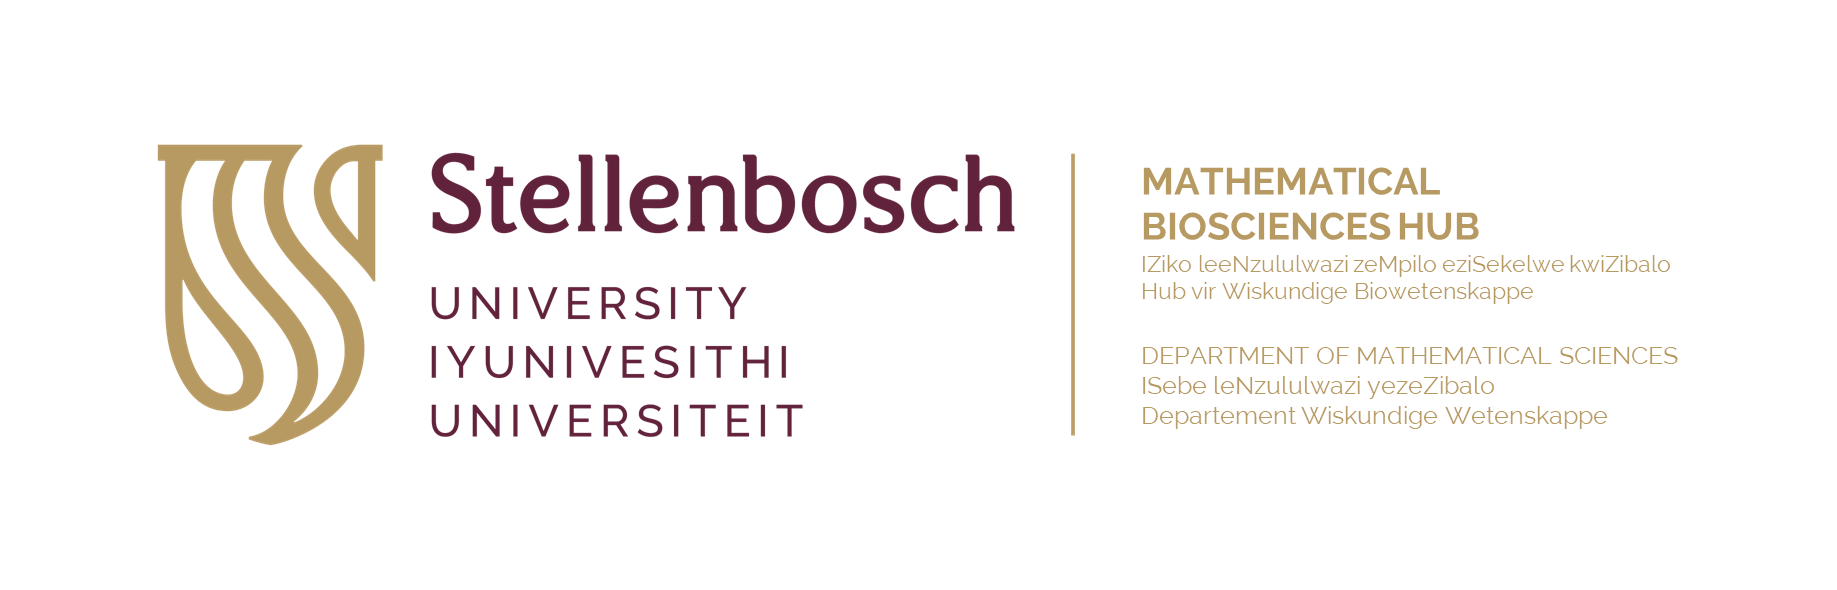 Stellenbosch
UNIVERSITY
IYUNIVESITHI
UNIVERSITEIT
MATHEMATICAL
BIOSCIENCES HUB
IZiko leeNzululwazi zeMpilo eziSekelwe kwiZibalo
Hub vir Wiskundige Biowetenskappe
DEPARTMENT OF MATHEMATICAL SCIENCES
ISebe leNzululwazi yezeZibalo
Departement Wiskundige Wetenskappe